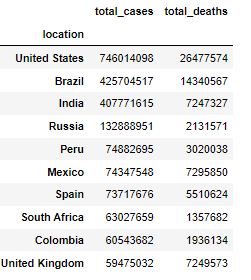 total_cases total_deaths
location
United States 746014098 26477574
Brazil 425704517 14340567
India 407771615 7247327
Russia 132888951 2131571
Peru 74882695 3020038
Mexico 74347548 7295850
Spain 73717676 5510624
South Africa 63027659 1357682
Colombia 60543682 1936134
United Kingdom 59475032 7249573